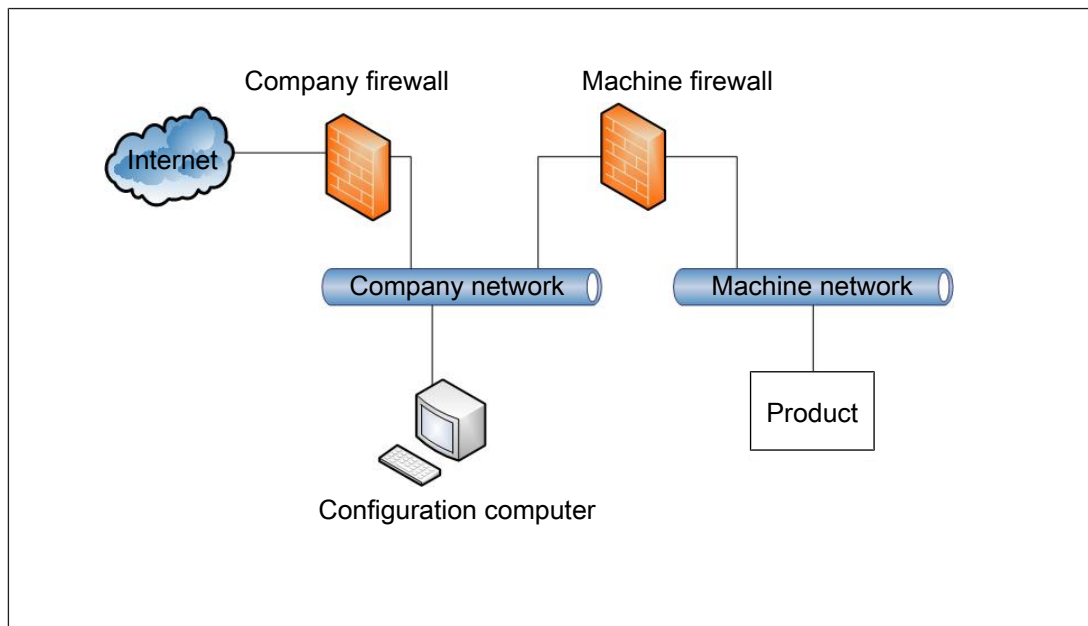 Company firewall
Machine firewall
Internet
Company network
Machine network
Product
Configuration computer